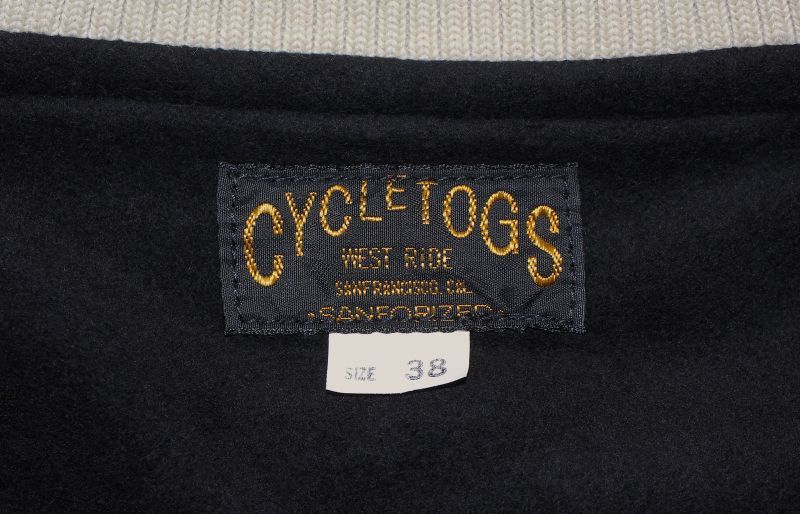 CYCLETOGS
WEST RIDE
SANFRANCISCO. CAL
·SANFORIZED·
SIZE 38